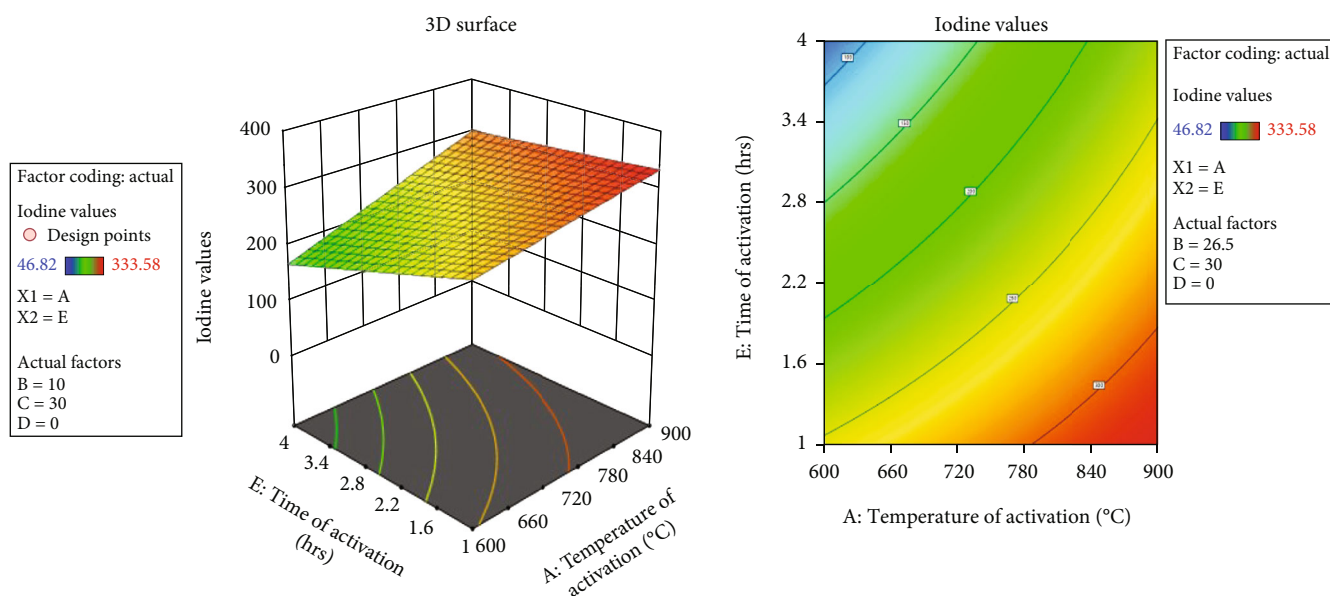 3D surface
Factor coding: actual
Iodine values
Design points
46.82 333.58
X1 = A
X2 = E
Actual factors
B = 10
C = 30
D = 0
Iodine values
400
300
200
100
0
4
3.4
2.8
2.2
1.6
1
E: Time of activation
(hrs)
600
660
720
780
840
900
A: Temperature of
activation (°C)
Iodine values
4
3.4
2.8
2.2
1.6
1
E: Time of activation (hrs)
600 660 720 780 840 900
A: Temperature of activation (°C)
Factor coding: actual
Iodine values
46.82 333.58
X1 = A
X2 = E
Actual factors
B = 26.5
C = 30
D = 0